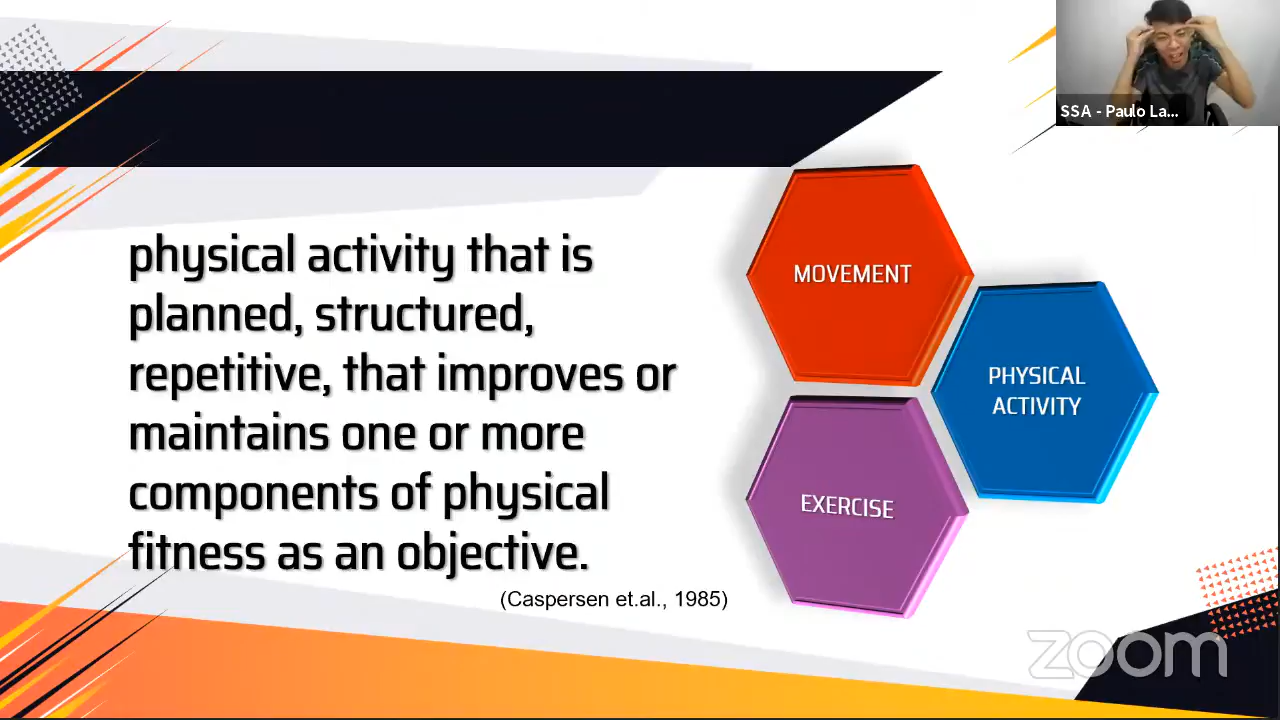 SSA - Paulo La...
physical activity that is
planned, structured,
repetitive, that improves or
maintains one or more
components of physical
fitness as an objective.
(Caspersen et.al., 1985)
MOVEMENT
PHYSICAL
ACTIVITY
EXERCISE
zoom